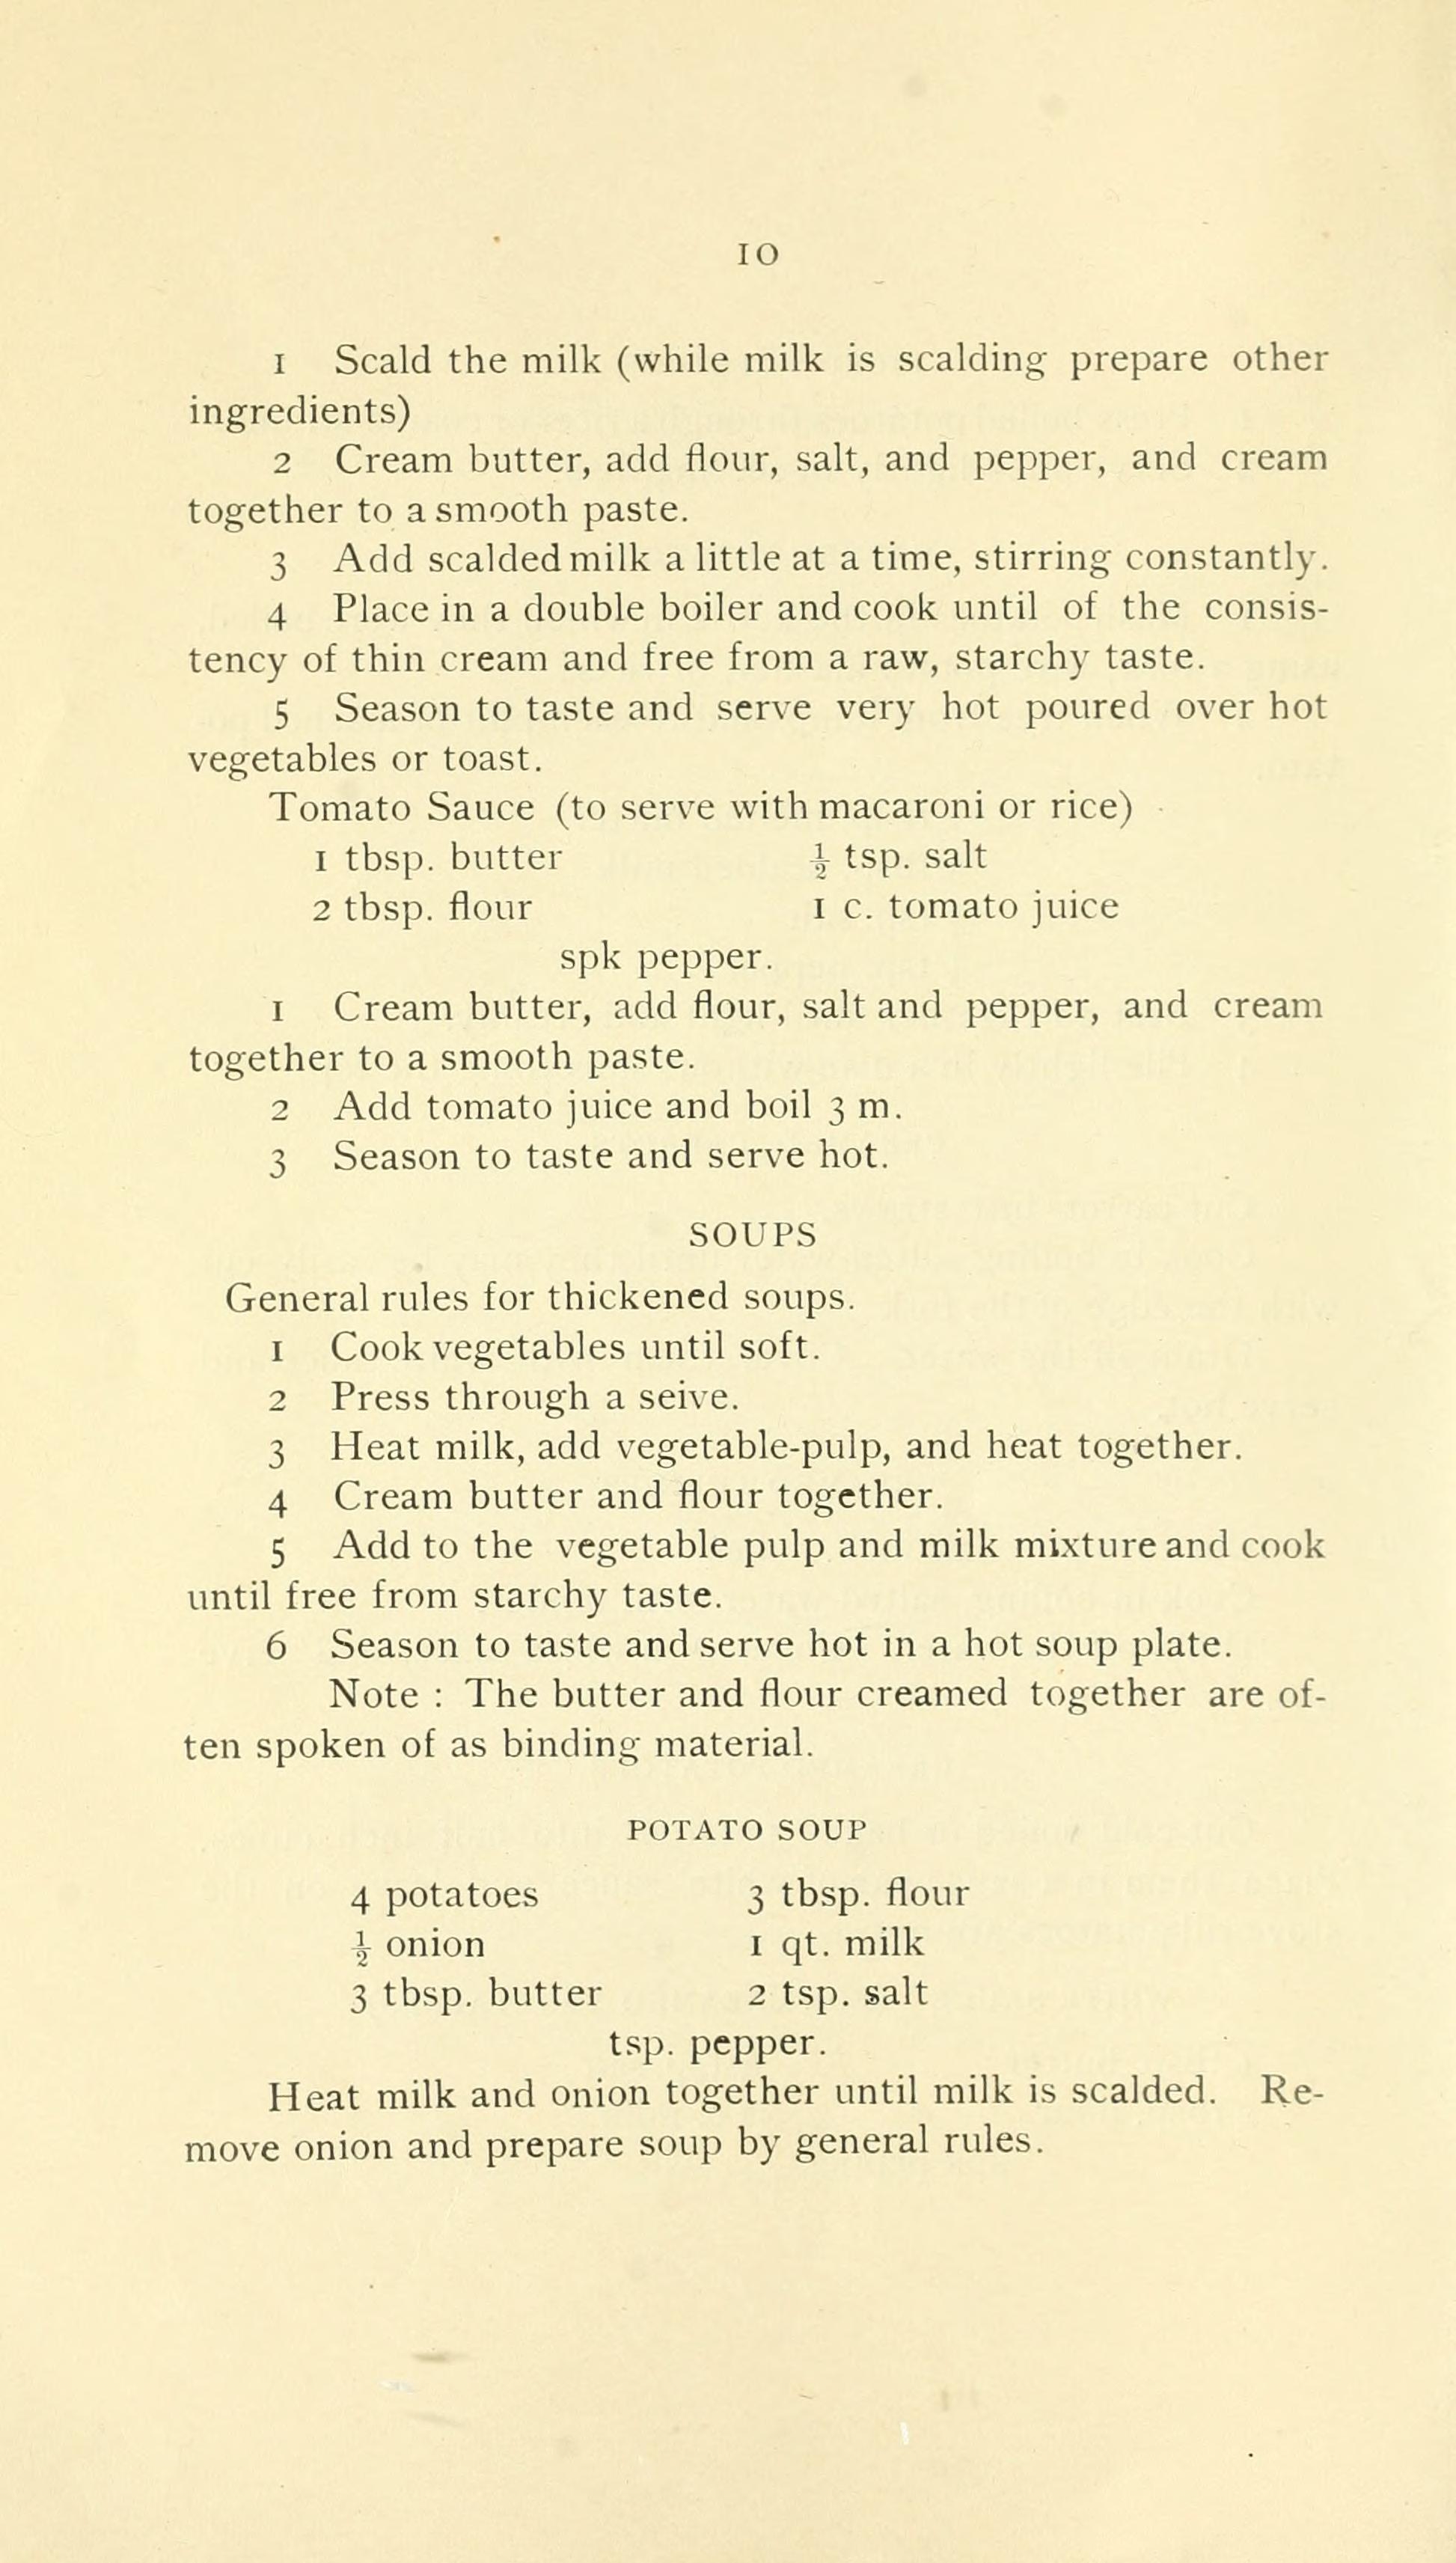 10
1 Scald the milk (while milk is scalding prepare other
ingredients)
2 Cream butter, add flour, salt, and pepper, and cream
together to a smooth paste.
3 Add scalded milk a little at a time, stirring constantly.
4 Place in a double boiler and cook until of the consis-
tency of thin cream and free from a raw, starchy taste.
5 Season to taste and serve very hot poured over hot
vegetables or toast.
Tomato Sauce (to serve with macaroni or rice)
1 tbsp. butter ½ tsp. salt
2 tbsp. flour 1 c. tomato juice
spk pepper.
1 Cream butter, add flour, salt and pepper, and cream
together to a smooth paste.
2 Add tomato juice and boil 3 m.
3 Season to taste and serve hot.
SOUPS
General rules for thickened soups.
1 Cook vegetables until soft.
2 Press through a seive.
3 Heat milk, add vegetable-pulp, and heat together.
4 Cream butter and flour together.
5 Add to the vegetable pulp and milk mixture and cook
until free from starchy taste.
6 Season to taste and serve hot in a hot soup plate.
Note : The butter and flour creamed together are of-
ten spoken of as binding material.
POTATO SOUP
4 potatoes 3 tbsp. flour
½ onion 1 qt. milk
3 tbsp. butter 2 tsp. salt
tsp. pepper.
Heat milk and onion together until milk is scalded. Re-
move onion and prepare soup by general rules.